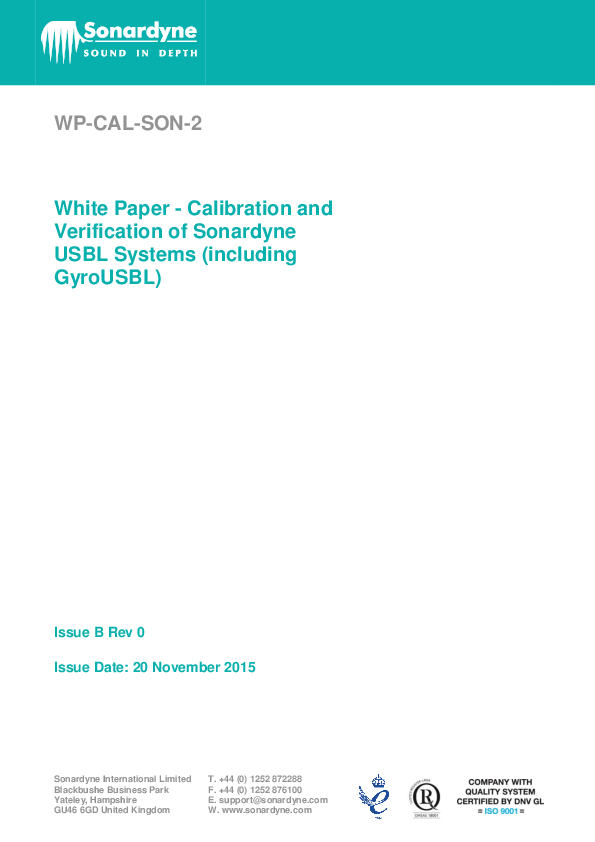 Sonardyne
SOUND IN DEPTH
WP-CAL-SON-2
White Paper - Calibration and
Verification of Sonardyne
USBL Systems (including
GyroUSBL)
Issue B Rev 0
Issue Date: 20 November 2015
Sonardyne International Limited
Blackbushe Business Park
Yateley, Hampshire
GU46 6GD United Kingdom
T. +44 (0) 1252 872288
F. +44 (0) 1252 876100
E. support@sonardyne.com
W. www.sonardyne.com
COMPANY WITH
QUALITY SYSTEM
CERTIFIED BY DNV GL
= ISO 9001 =